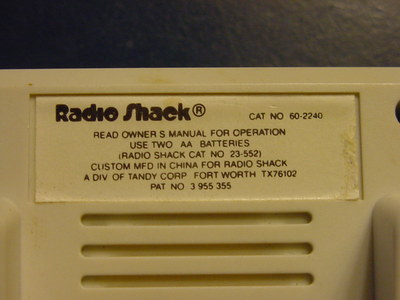 Radio Shack® CAT NO 60-2240
READ OWNER S MANUAL FOR OPERATION
USE TWO AA BATTERIES
(RADIO SHACK CAT NO 23-552)
CUSTOM MFD IN CHINA FOR RADIO SHACK
A DIV OF TANDY CORP FORT WORTH TX76102
PAT NO 3 955 355